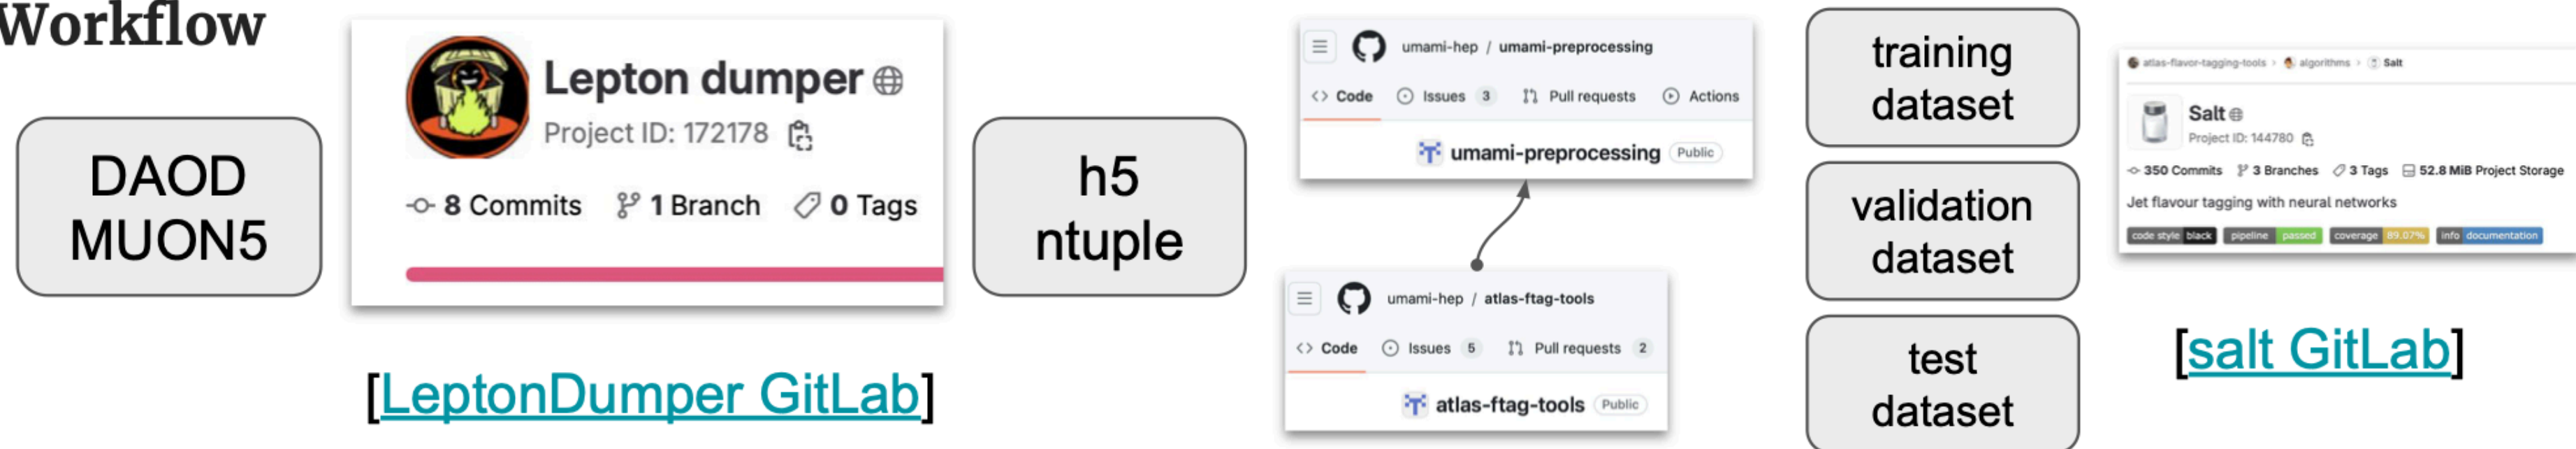 Workflow
DAOD
MUON5
Lepton dumper
Project ID: 172178
8 Commits 1 Branch 0 Tags
[LeptonDumper GitLab]
h5
ntuple
umami-hep / umami-preprocessing
Code Issues 3 Pull requests Actions
umami-preprocessing Public
umami-hep / atlas-ftag-tools
Code Issues 5 Pull requests 2
atlas-ftag-tools Public
training
dataset
validation
dataset
test
dataset
atlas-flavor-tagging-tools > algorithms > Salt
Salt
Project ID: 144780
350 Commits 3 Branches 3 Tags 52.8 MiB Project Storage
Jet flavour tagging with neural networks
code style black pipeline passed coverage 89.07% info documentation
[salt GitLab]